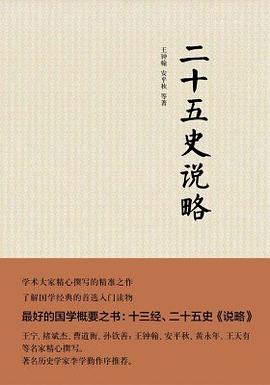 二十五史说略
王钟翰 安平秋 等著
学术大家精心撰写的精准之作
了解国学经典的首选入门读物
最好的国学概要之书：十三经、二十五史《说略》
王宁、褚斌杰、曹道衡、孙钦善；王钟翰、安平秋、黄永年、王天有
等名家精心撰写。
著名历史学家李学勤作序推荐。